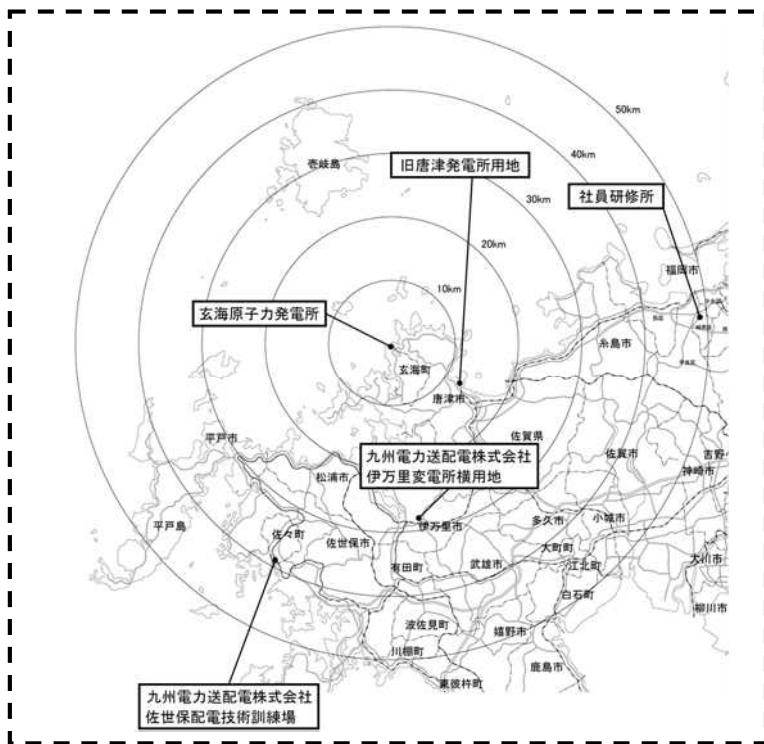 50km
40km
旧唐津発電所用地
壱岐島
社員研修所
30km
20km
福岡市
10km
玄海原子力発電所
糸島市
玄海町
唐津市
平戸市
佐賀県
九州電力送配電株式会社
伊万里変電所横用地
佐賀市
吉野
神崎市
松浦市
平戸島
伊万里市
多久市
小城市
佐々町
佐世保市
大町町
江北町
大川市
有田町
武雄市
白石町
柳川市
波佐見町
嬉野市
川棚町
鹿島市
東彼杵町
九州電力送配電株式会社
佐世保配電技術訓練場